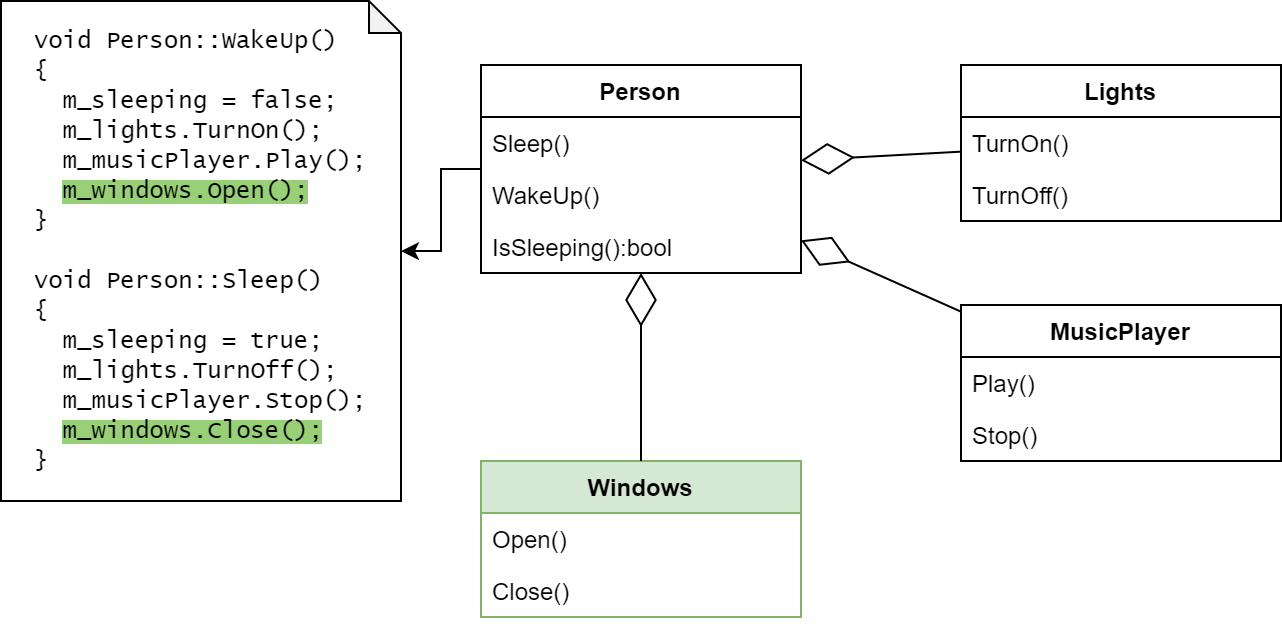 void Person::WakeUp()
{
m_sleeping = false;
m_lights.TurnOn();
m_musicPlayer.Play();
m_windows.Open();
}
void Person::Sleep()
{
m_sleeping = true;
m_lights.TurnOff();
m_musicPlayer.Stop();
m_windows.Close();
}
Person
Sleep()
WakeUp()
IsSleeping():bool
Lights
TurnOn()
TurnOff()
MusicPlayer
Play()
Stop()
Windows
Open()
Close()